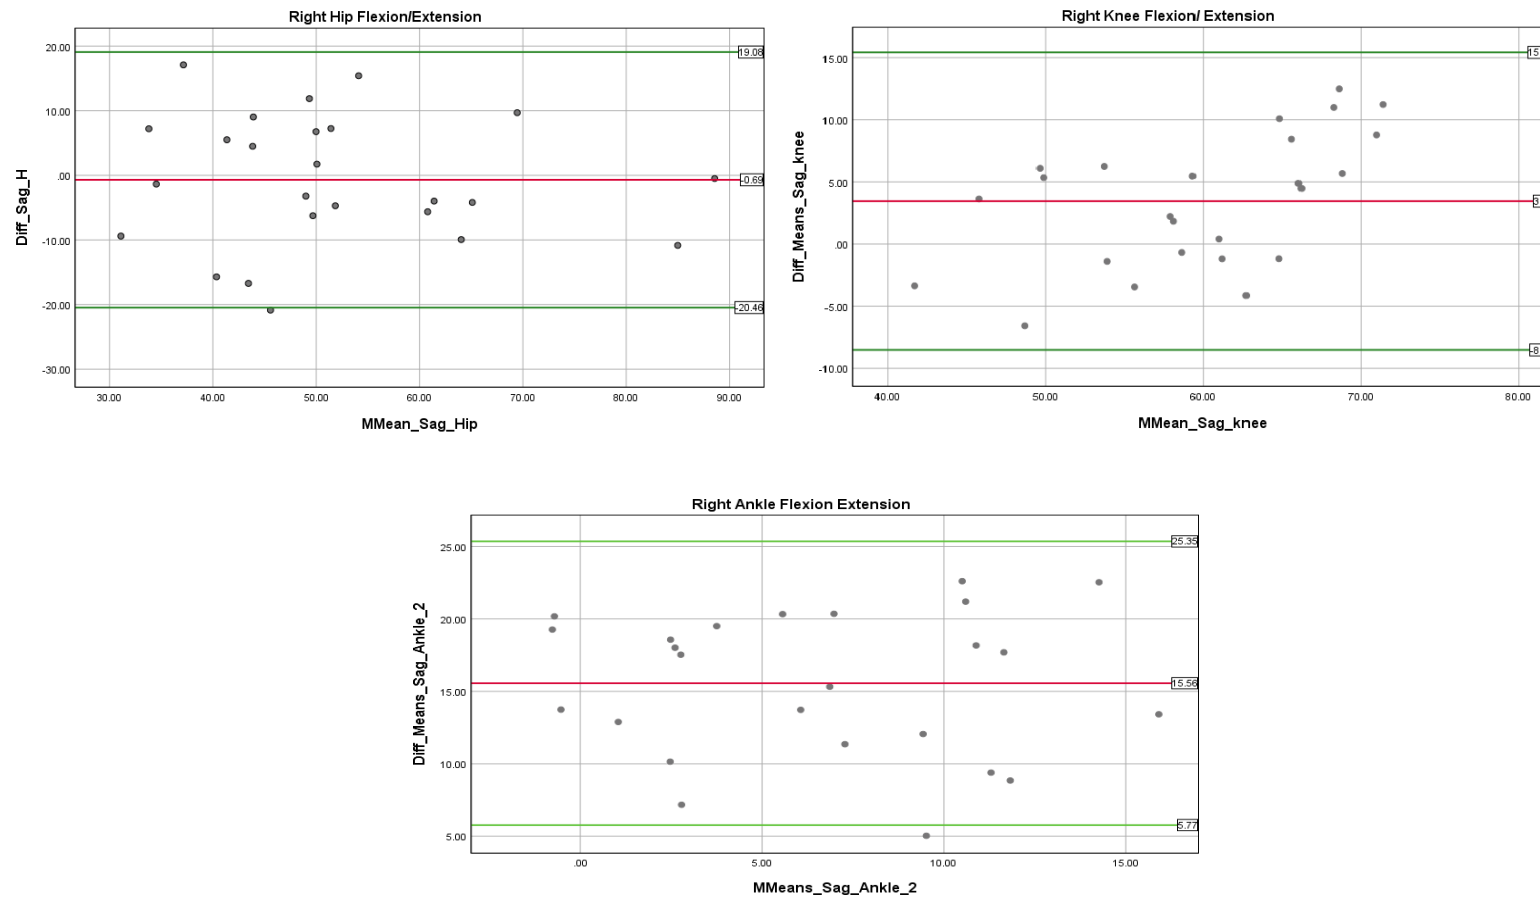 Right Hip Flexion/Extension
20.00
10.00
.00
-10.00
-20.00
-30.00
19.08
-0.69
-20.46
Diff_Sag_H
30.00 40.00 50.00 60.00 70.00 80.00 90.00
MMean_Sag_Hip
Right Knee Flexion/ Extension
15.00
10.00
5.00
.00
-5.00
-10.00
15
3
-8
Diff_Means_Sag_knee
40.00 50.00 60.00 70.00 80.00
MMean_Sag_knee
Right Ankle Flexion Extension
25.00
20.00
15.00
10.00
5.00
25.35
15.56
5.77
Diff_Means_Sag_Ankle_2
.00 5.00 10.00 15.00
MMeans_Sag_Ankle_2